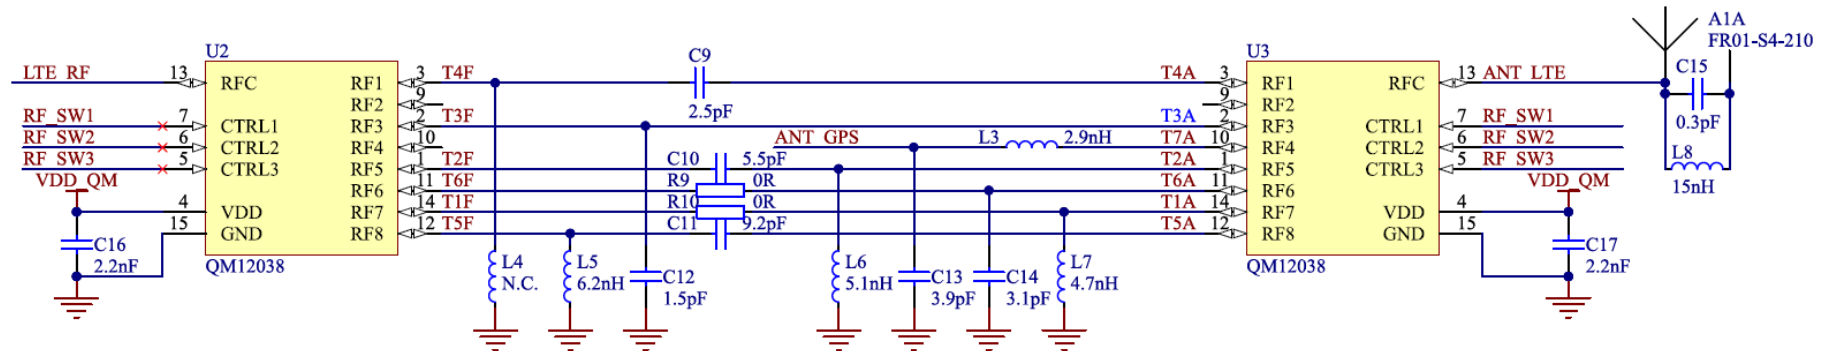 U2
LTE_RF 13 RFC
RF_SW1 7 CTRL1
RF_SW2 6 CTRL2
RF_SW3 5 CTRL3
VDD_QM
4 VDD
15 GND
C16
2.2nF
QM12038
RF1 3 T4F
RF2 9
RF3 2 T3F
RF4 10
RF5 1 T2F
RF6 11 T6F
RF7 14 T1F
RF8 12 T5F
C9
2.5pF
ANT_GPS
L3 2.9nH
C10 5.5pF
R9 0R
R10 0R
C11 9.2pF
L4
N.C.
L5
6.2nH
C12
1.5pF
L6
5.1nH
C13
3.9pF
C14
3.1pF
L7
4.7nH
U3
T4A 3 RF1
9 RF2
T3A 2 RF3
T7A 10 RF4
T2A 1 RF5
T6A 11 RF6
T1A 14 RF7
T5A 12 RF8
QM12038
RFC 13 ANT_LTE
CTRL1 7 RF_SW1
CTRL2 6 RF_SW2
CTRL3 5 RF_SW3
VDD_QM
VDD 4
GND 15
C17
2.2nF
A1A
FR01-S4-210
C15
0.3pF
L8
15nH